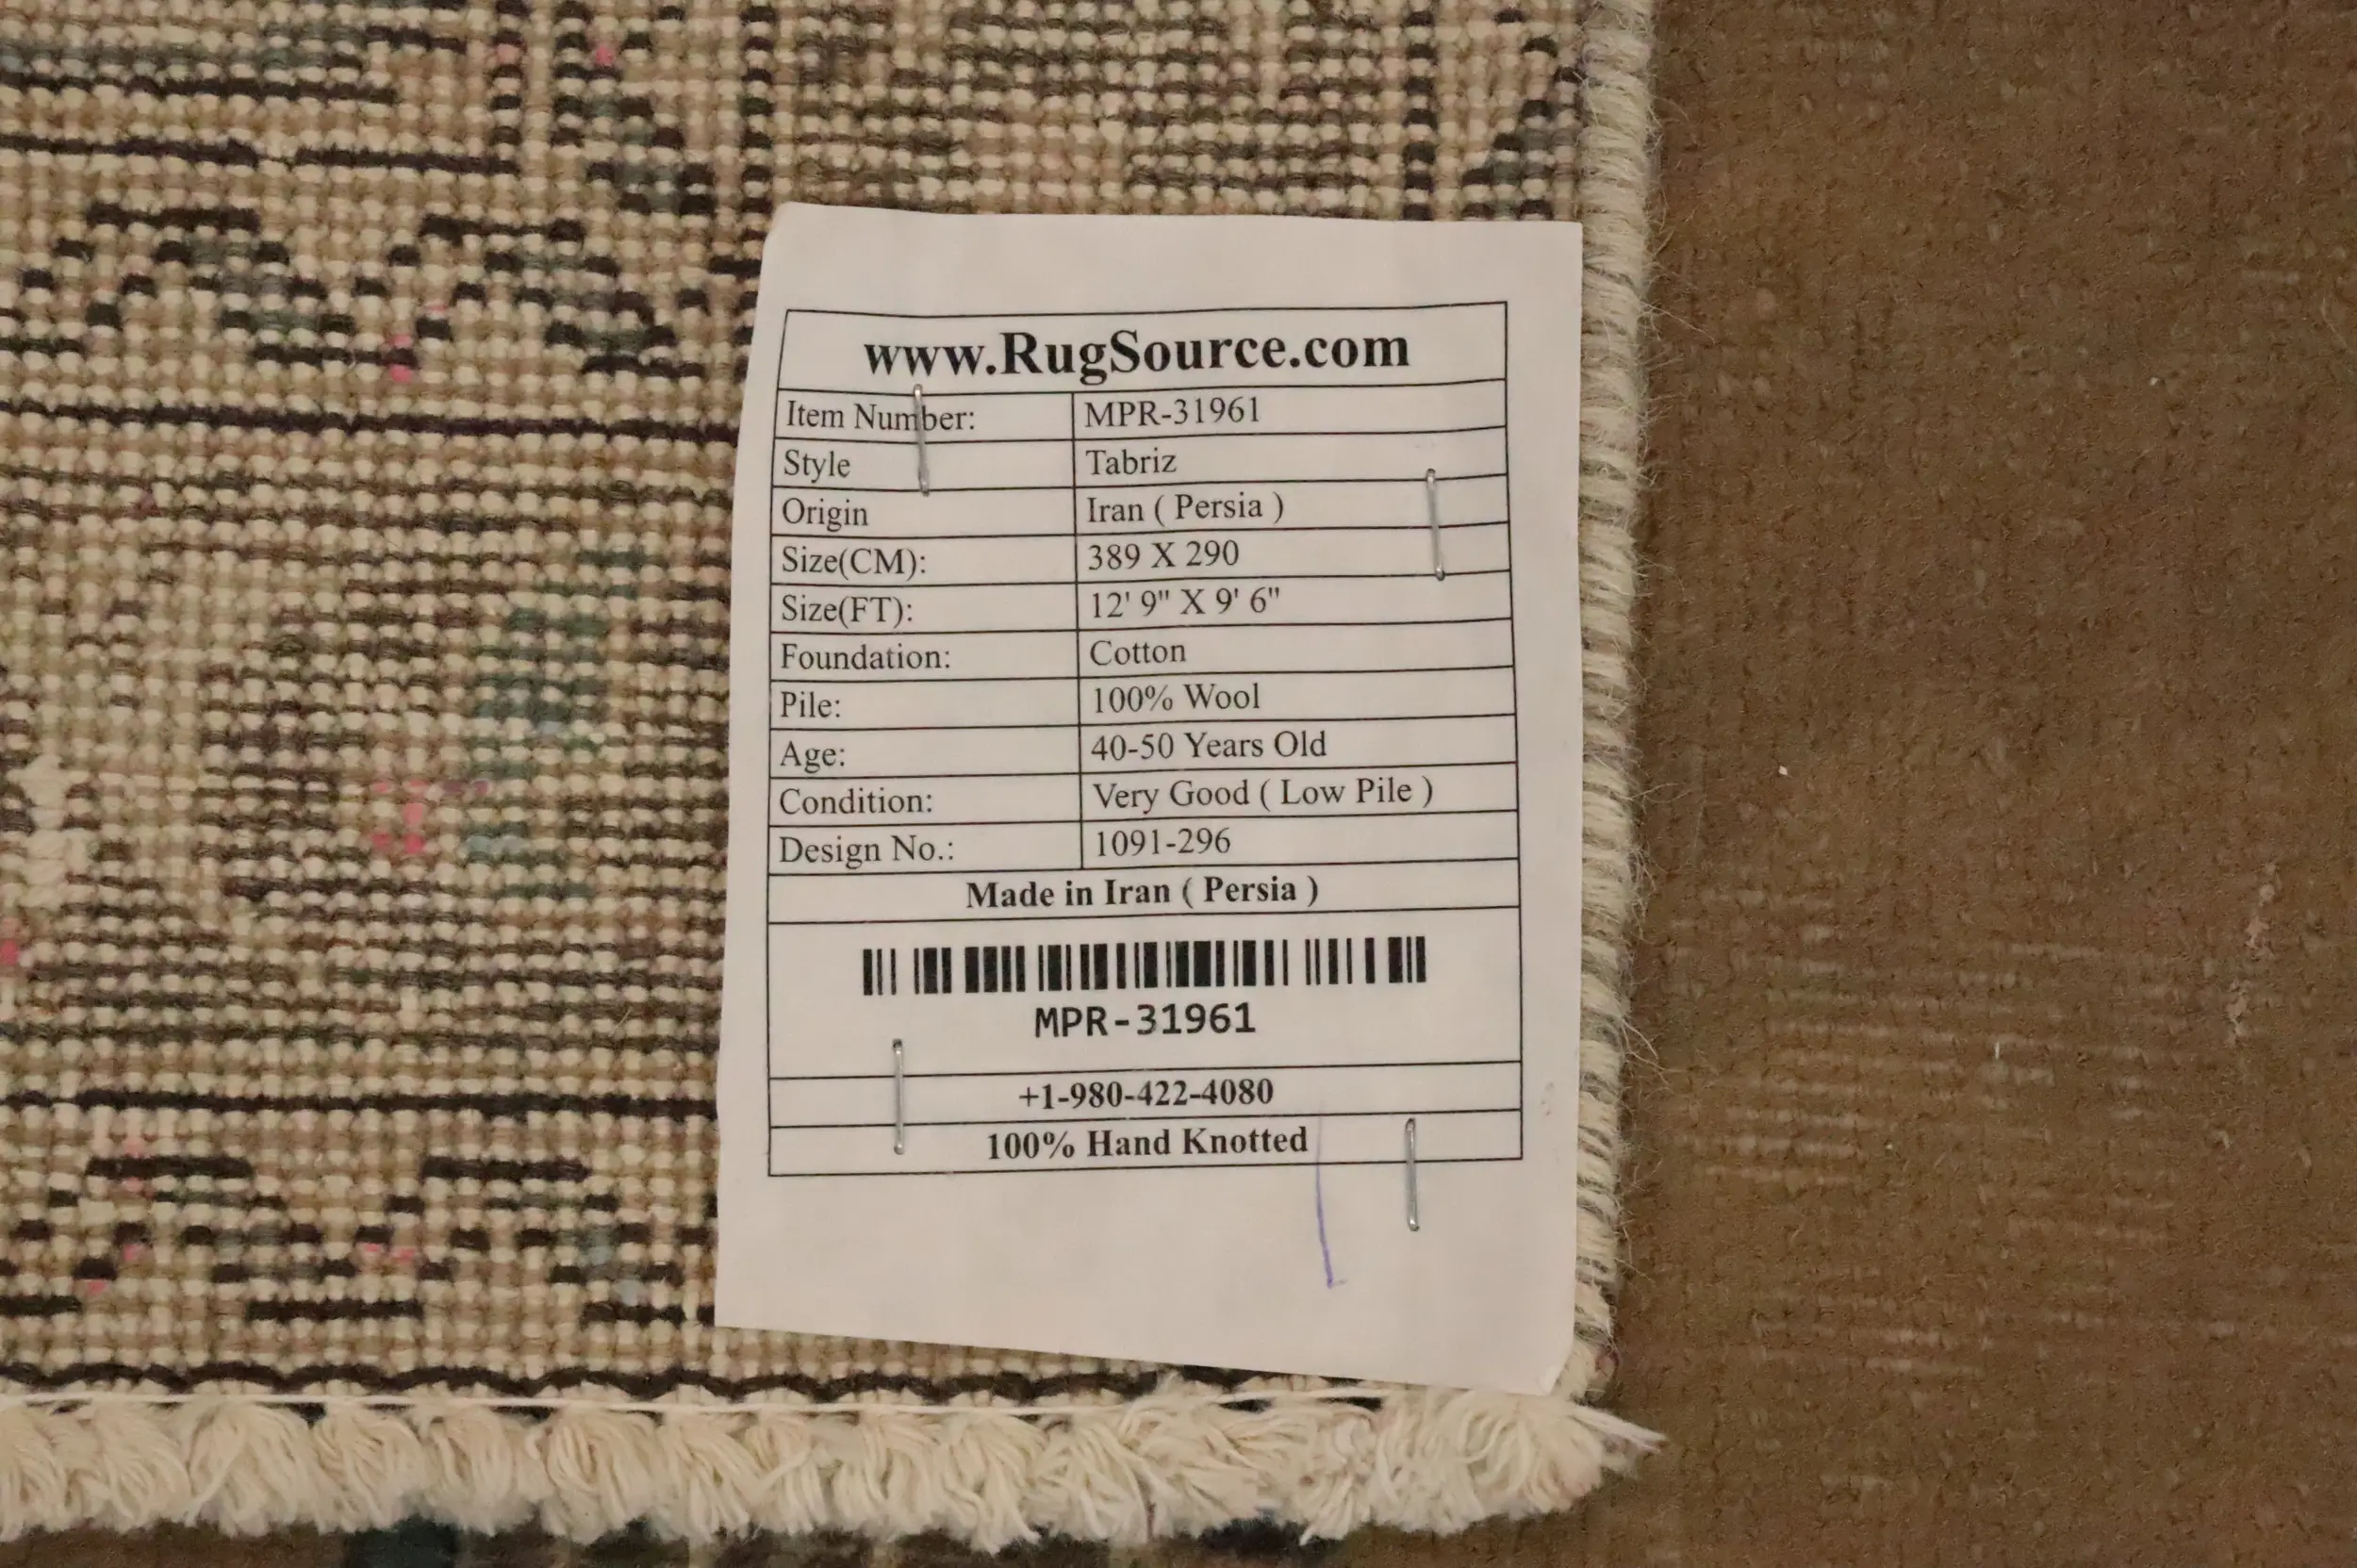 www.RugSource.com
Item Number: MPR-31961
Style Tabriz
Origin Iran ( Persia )
Size(CM): 389 X 290
Size(FT): 12' 9" X 9' 6"
Foundation: Cotton
Pile: 100% Wool
Age: 40-50 Years Old
Condition: Very Good ( Low Pile )
Design No.: 1091-296
Made in Iran ( Persia )
MPR-31961
+1-980-422-4080
100% Hand Knotted